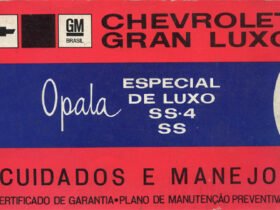 GM
BRASIL
CHEVROLET
GRAN LUXO
Opala
ESPECIAL
DE LUXO
SS-4
SS
CUIDADOS E MANEJO
CERTIFICADO DE GARANTIA•PLANO DE MANUTENÇÃO PREVENTI